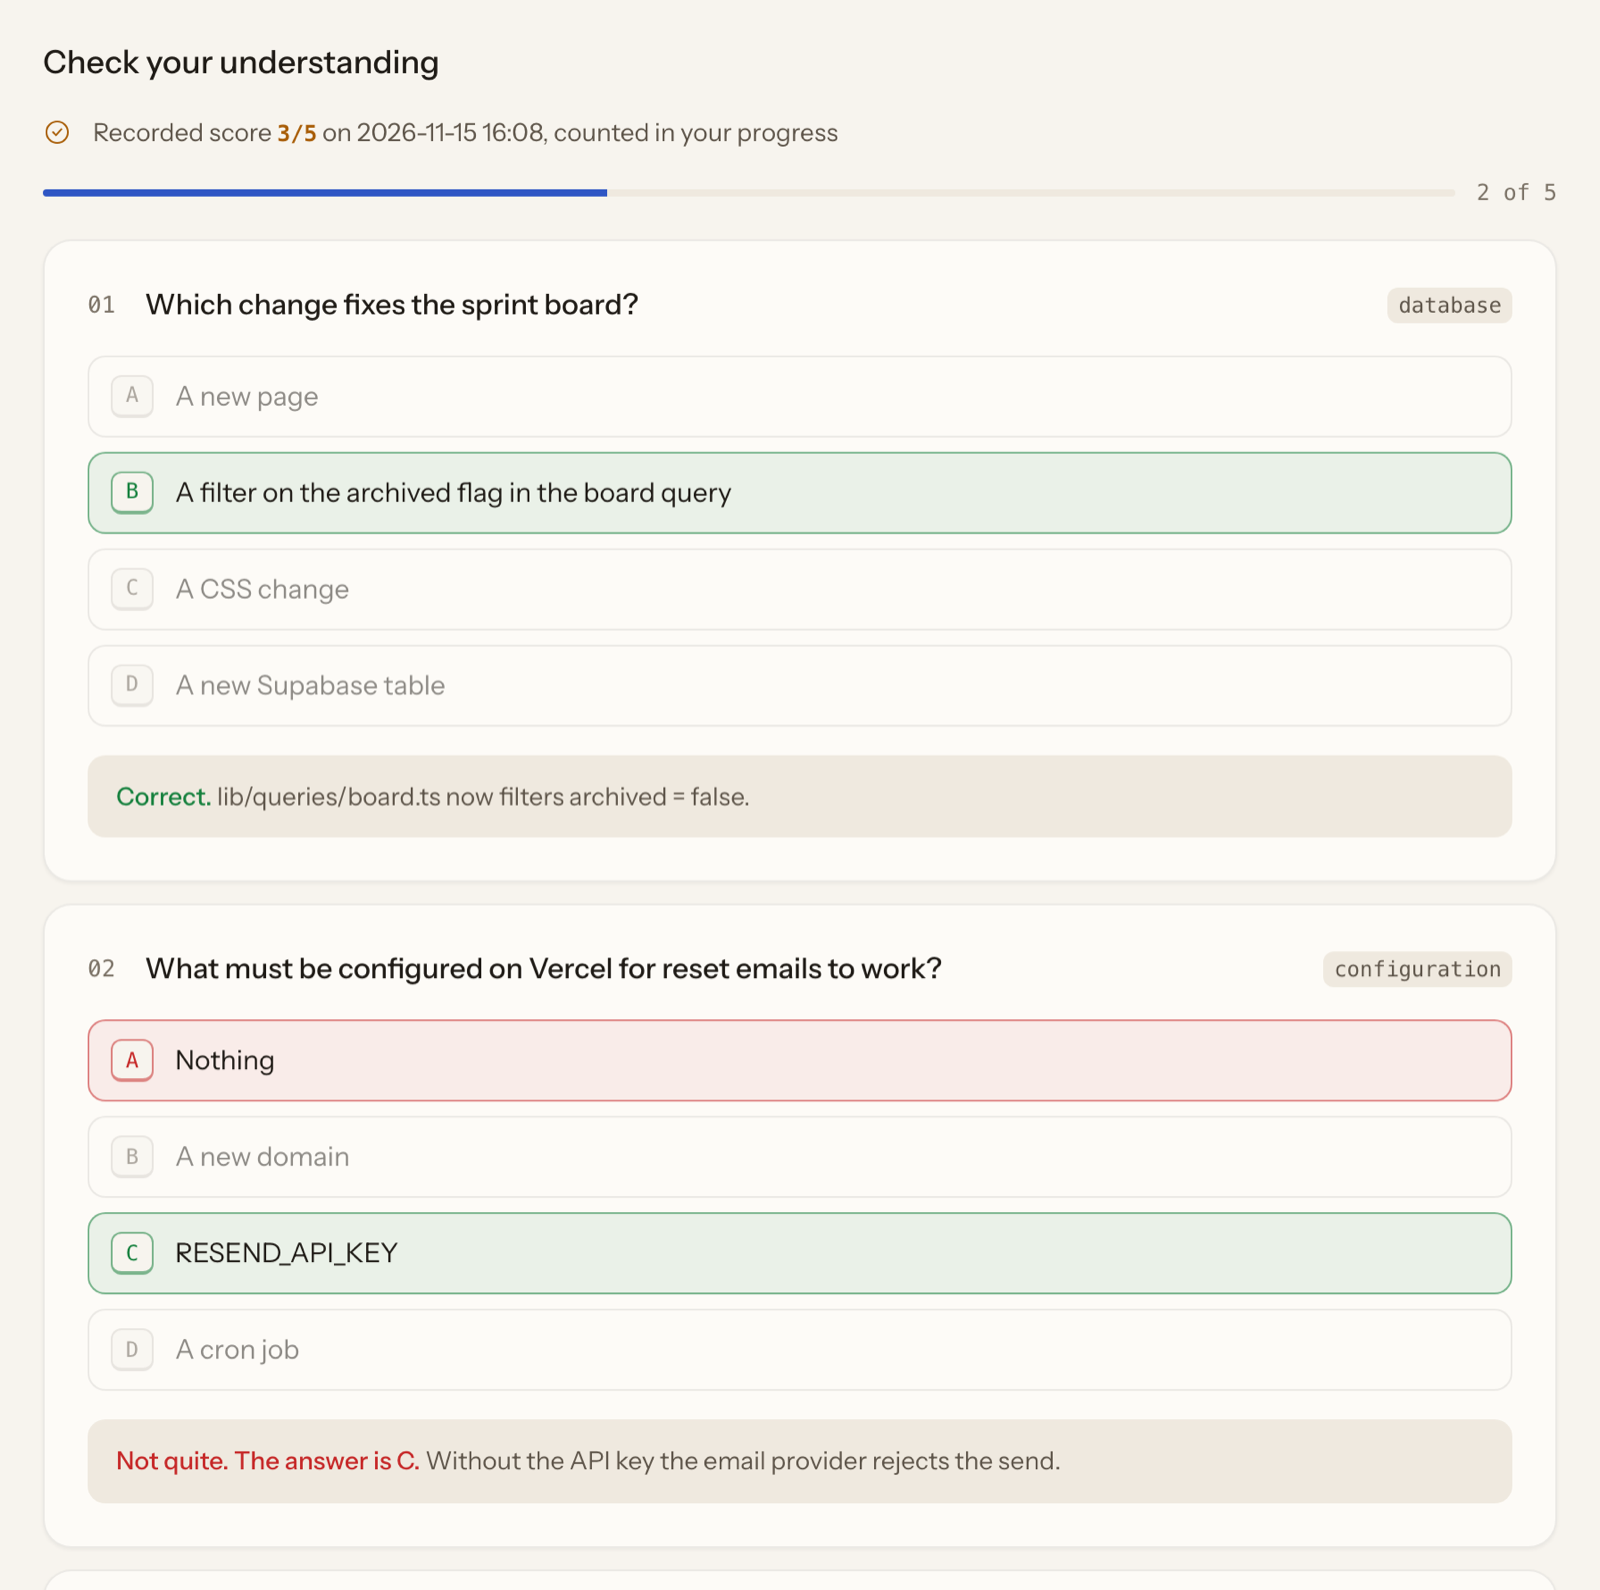 Check your understanding
Recorded score 3/5 on 2026-11-15 16:08, counted in your progress
2 of 5
01 Which change fixes the sprint board? database
A A new page
B A filter on the archived flag in the board query
C A CSS change
D A new Supabase table
Correct. lib/queries/board.ts now filters archived = false.
02 What must be configured on Vercel for reset emails to work? configuration
A Nothing
B A new domain
C RESEND_API_KEY
D A cron job
Not quite. The answer is C. Without the API key the email provider rejects the send.